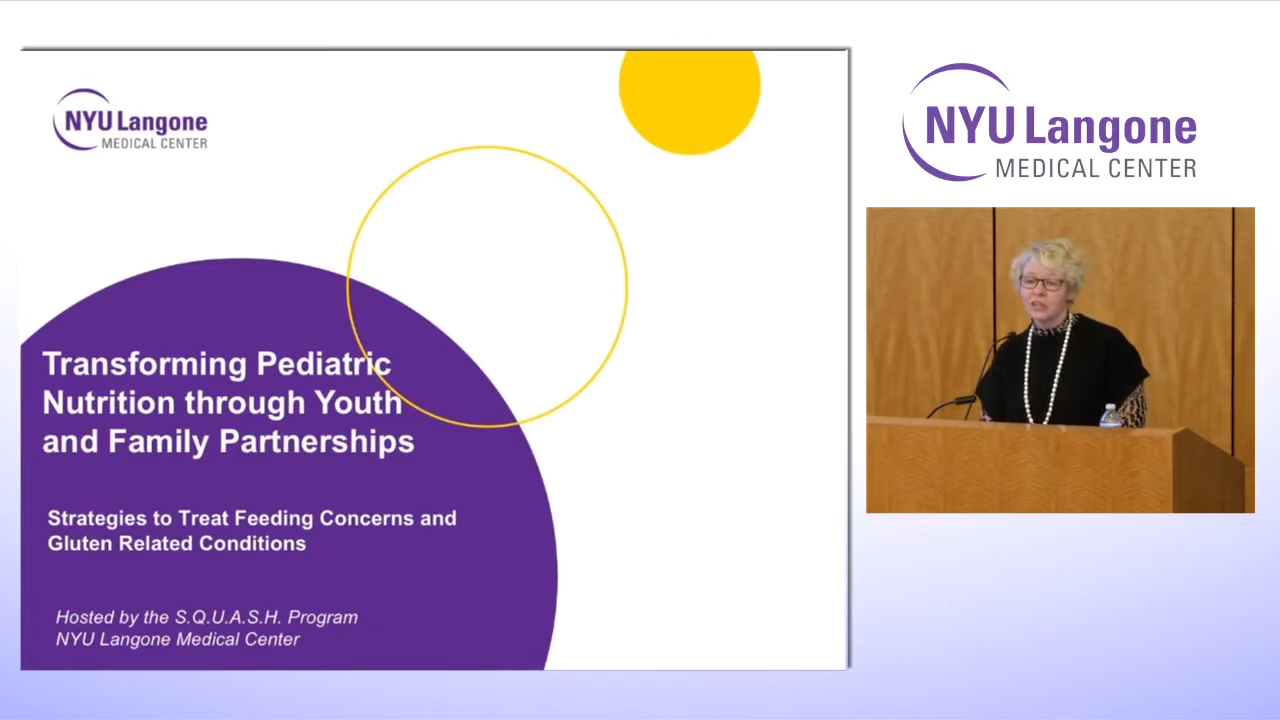 NYU Langone
MEDICAL CENTER
Transforming Pediatric
Nutrition through Youth
and Family Partnerships
Strategies to Treat Feeding Concerns and
Gluten Related Conditions
Hosted by the S.Q.U.A.S.H. Program
NYU Langone Medical Center
NYU Langone
MEDICAL CENTER